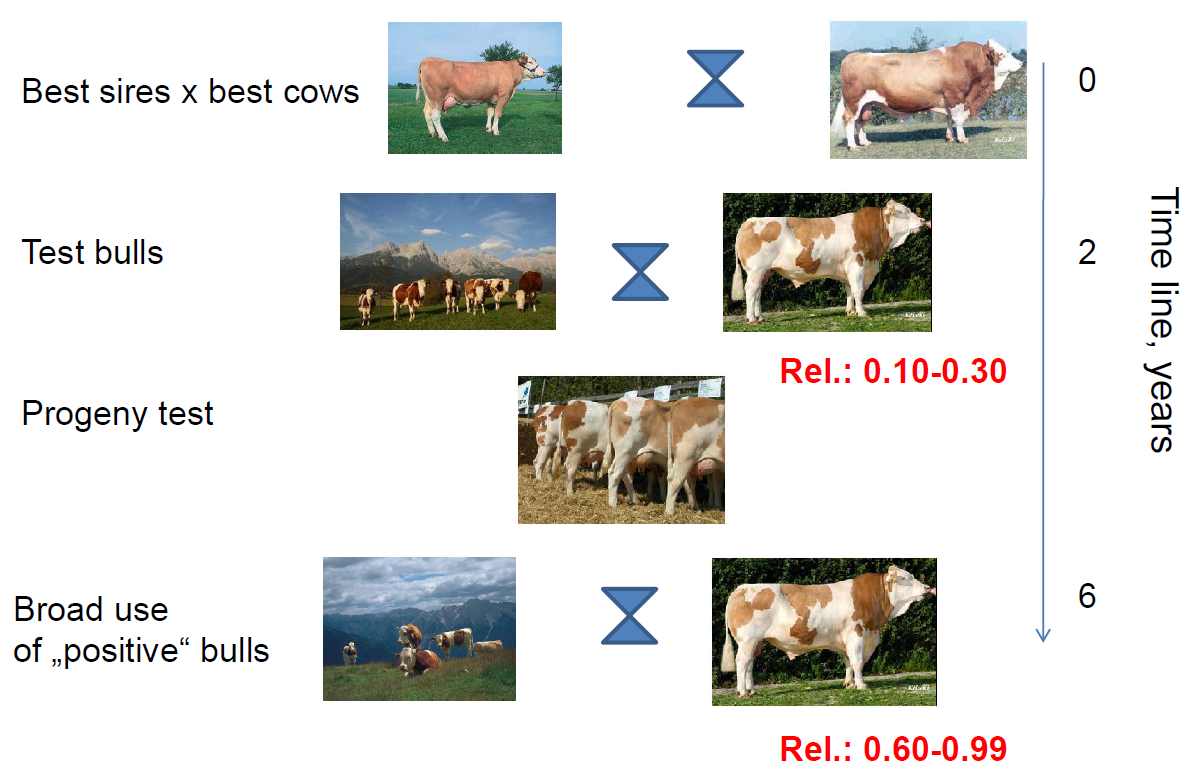 Best sires x best cows
0
Test bulls
2
Rel.: 0.10-0.30
Progeny test
Time line, years
Broad use
of „positive“ bulls
6
Rel.: 0.60-0.99